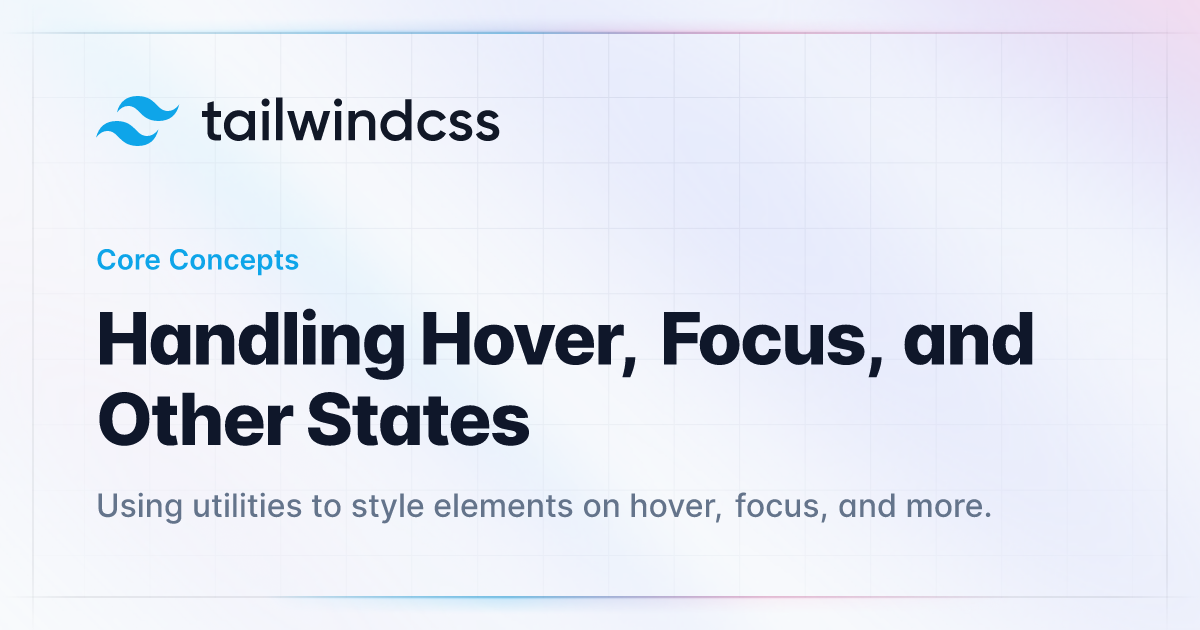 tailwindcss
Core Concepts
Handling Hover, Focus, and
Other States
Using utilities to style elements on hover, focus, and more.